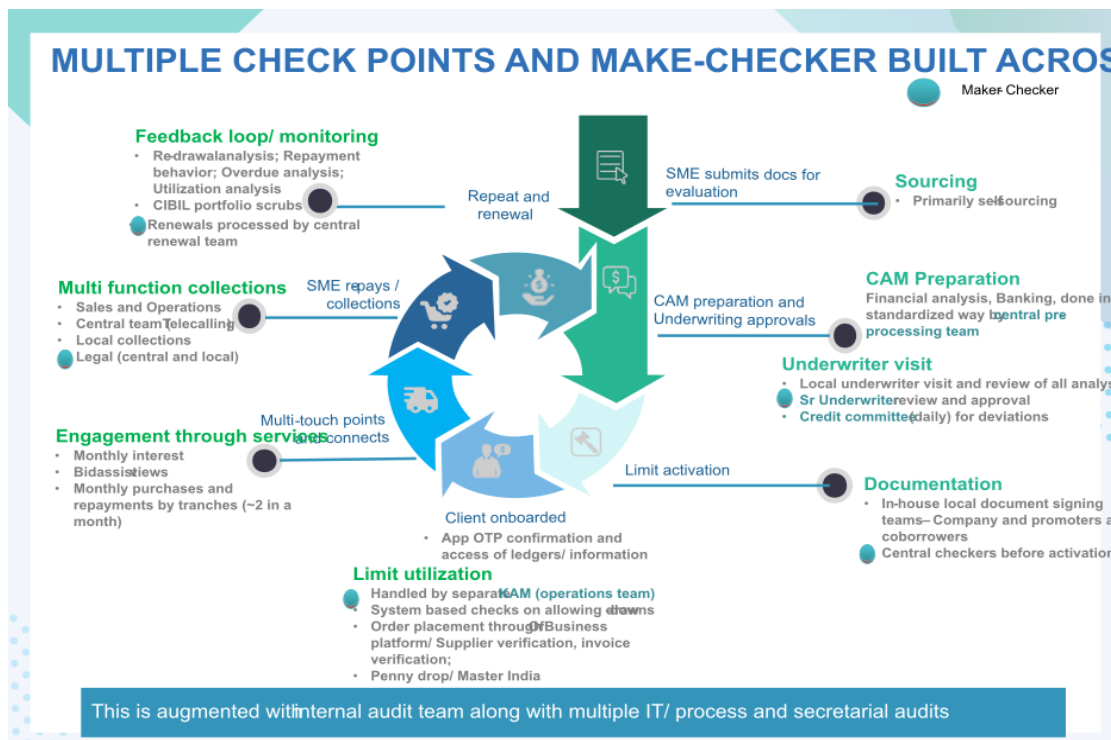 MULTIPLE CHECK POINTS AND MAKE-CHECKER BUILT ACROS
Maker- Checker
Feedback loop/ monitoring
• Re-drawal analysis; Repayment
behavior; Overdue analysis;
Utilization analysis
• CIBIL portfolio scrubs
Renewals processed by central
renewal team
Repeat and
renewal
SME submits docs for
evaluation
Sourcing
• Primarily self-sourcing
Multi function collections
• Sales and Operations
• Central team (Telecalling)
• Local collections
Legal (central and local)
SME repays /
collections
CAM preparation and
Underwriting approvals
CAM Preparation
Financial analysis, Banking, done in
standardized way by central pre-
processing team
Underwriter visit
• Local underwriter visit and review of all analys
• Sr Underwriter review and approval
• Credit committee (daily) for deviations
Engagement through services
• Monthly interest
• Bidassist views
• Monthly purchases and
repayments by tranches (~2 in a
month)
Multi-touch points
and connects
Limit activation
Documentation
• In-house local document signing
teams – Company and promoters a
coborrowers
Central checkers before activation
Client onboarded
• App OTP confirmation and
access of ledgers/ information
Limit utilization
Handled by separate KAM (operations team)
• System based checks on allowing draw-downs
• Order placement through OfBusiness
platform/ Supplier verification, invoice
verification;
• Penny drop/ Master India
This is augmented with internal audit team along with multiple IT/ process and secretarial audits